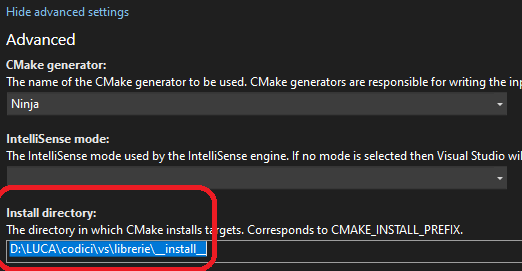 Hide advanced settings
Advanced
CMake generator:
The name of the CMake generator to be used. CMake generators are responsible for writing the inp
Ninja
IntelliSense mode:
The IntelliSense mode used by the IntelliSense engine. If no mode is selected then Visual Studio wil
Install directory:
The directory in which CMake installs targets. Corresponds to CMAKE_INSTALL_PREFIX.
D:\LUCA\codici\vs\librerie\__install__